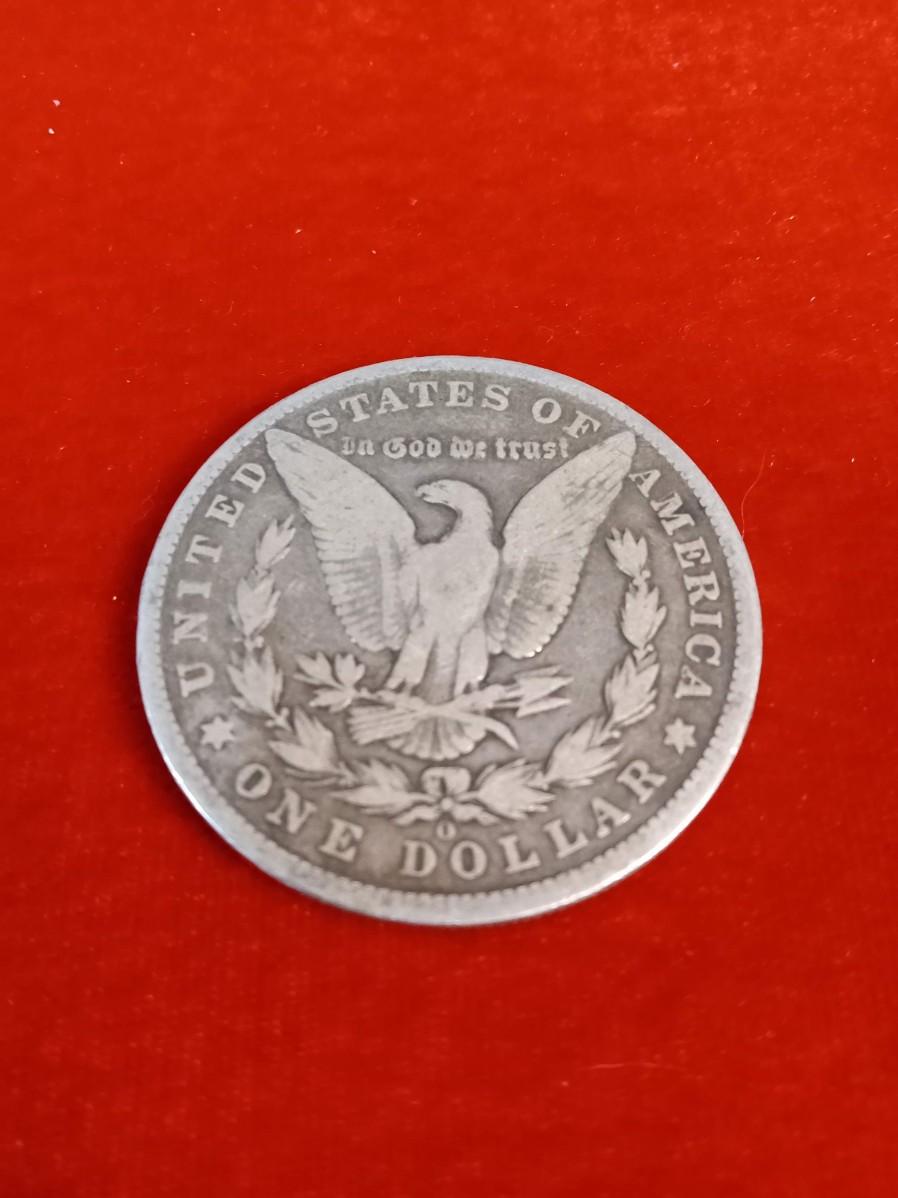 UNITED STATES OF AMERICA
In God we trust
O
ONE DOLLAR